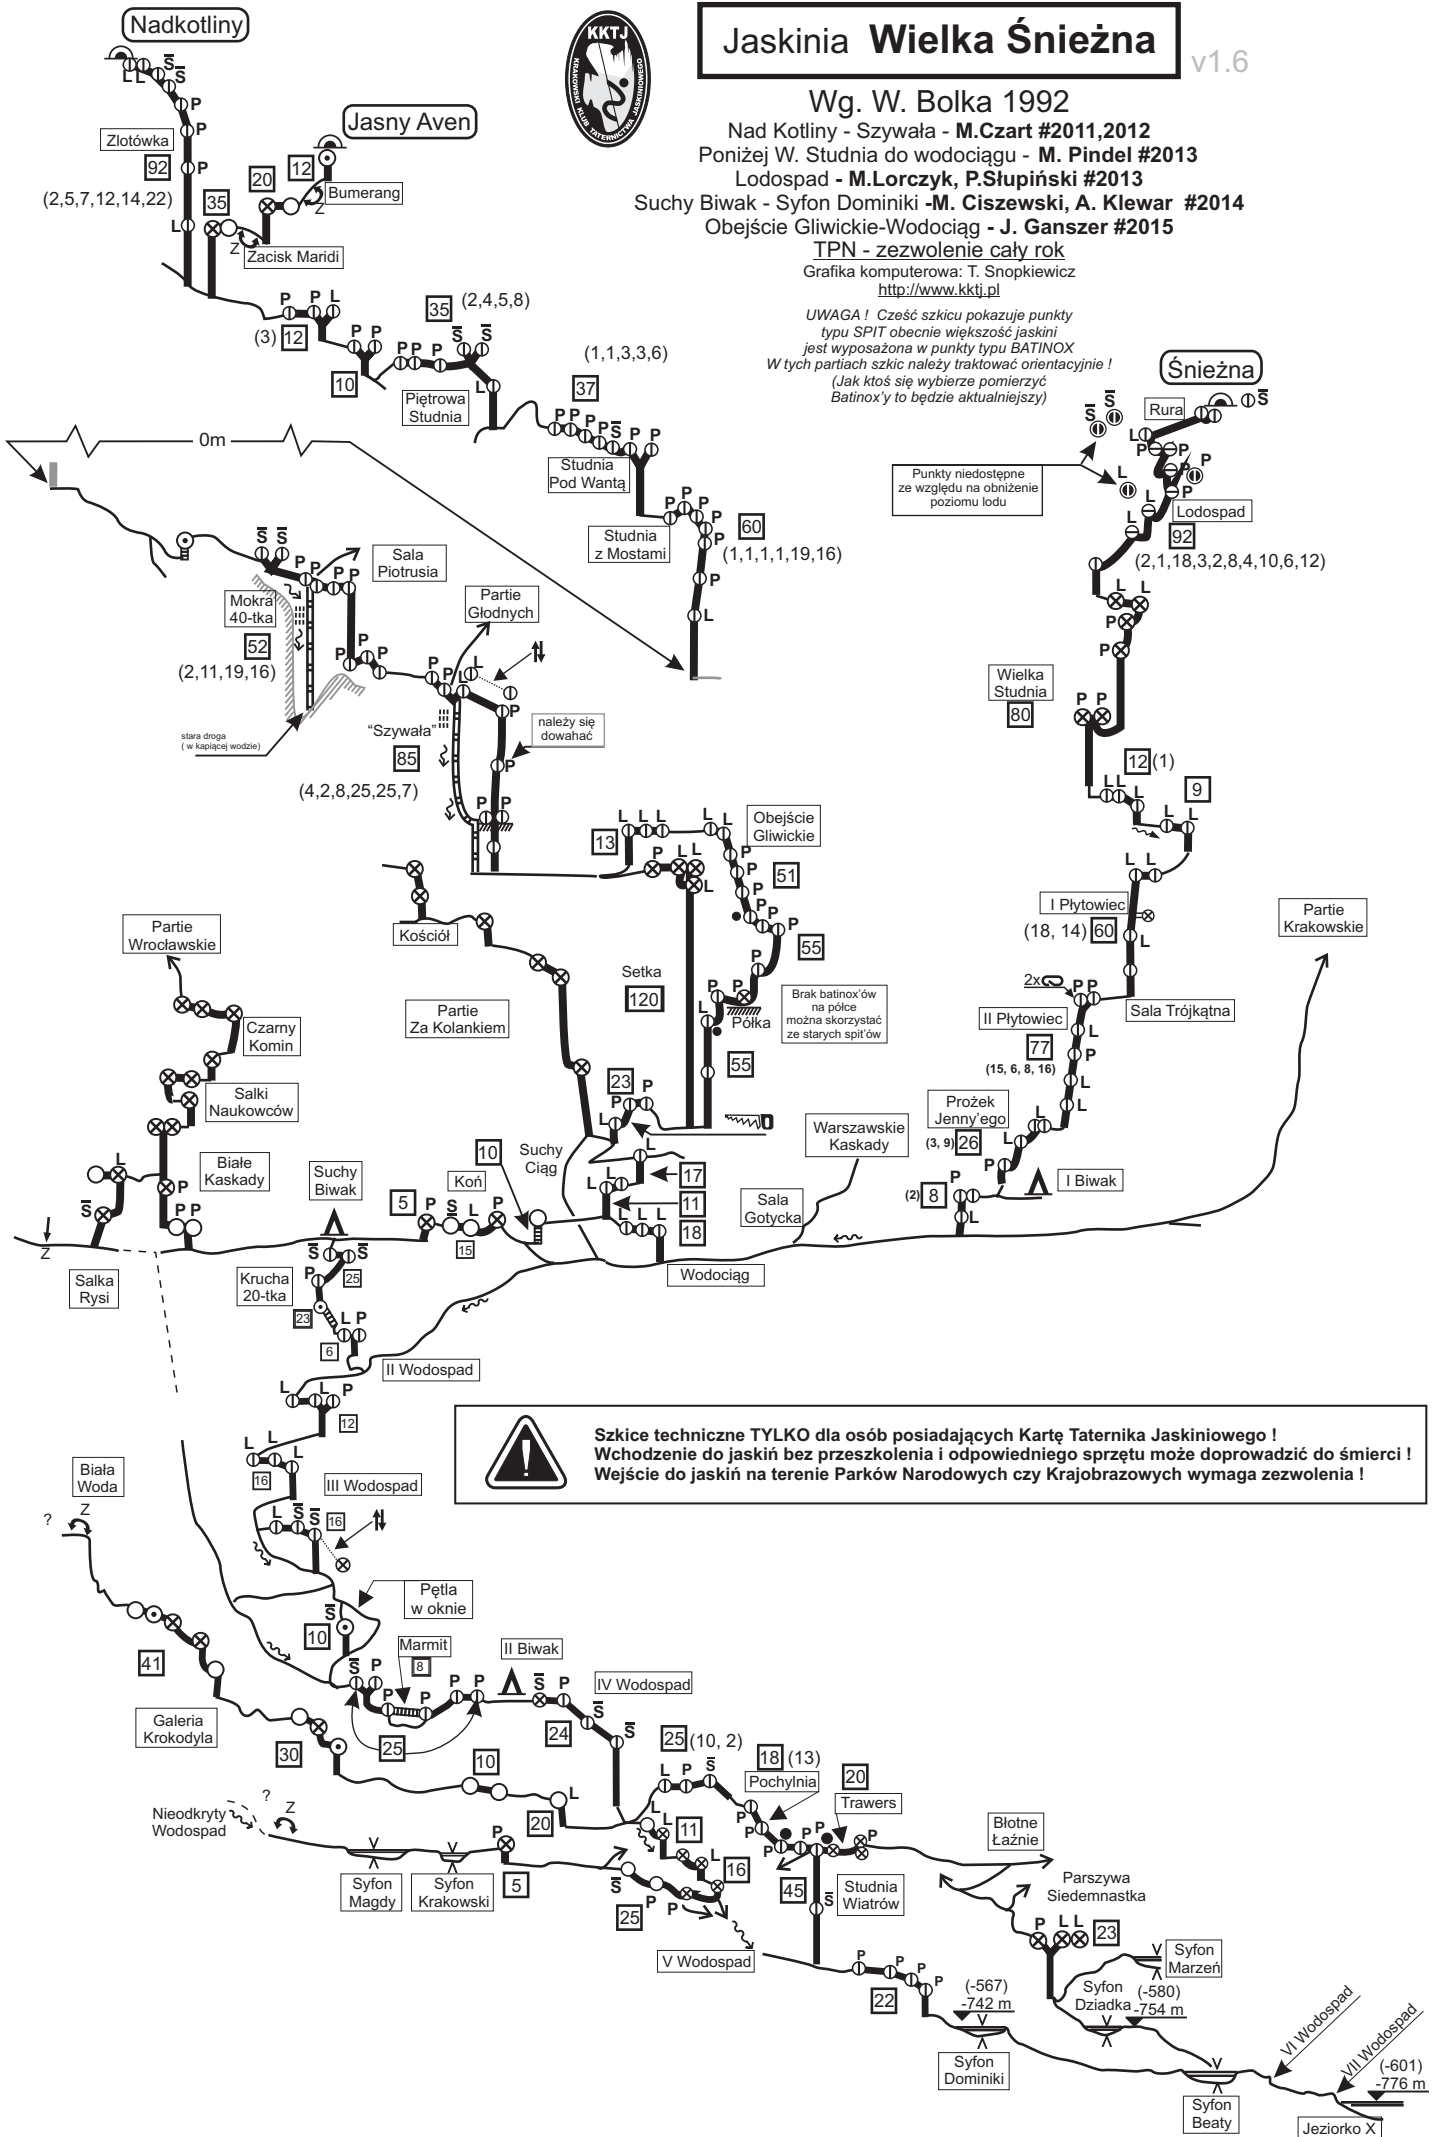 Nadkotliny
KKTJ
KRAKOWSKI KLUB TATERNICTWA JASKINIOWEGO
Jaskinia Wielka Śnieżna
v1.6
Wg. W. Bolka 1992
Nad Kotliny - Szywała - M.Czart #2011,2012
Poniżej W. Studnia do wodociągu - M. Pindel #2013
Lodospad - M.Lorczyk, P.Słupiński #2013
Suchy Biwak - Syfon Dominiki -M. Ciszewski, A. Klewar #2014
Obejście Gliwickie-Wodociąg - J. Ganszer #2015
TPN - zezwolenie cały rok
Grafika komputerowa: T. Snopkiewicz
http://www.kktj.pl
UWAGA ! Cześć szkicu pokazuje punkty
typu SPIT obecnie większość jaskini
jest wyposażona w punkty typu BATINOX
W tych partiach szkic należy traktować orientacyjnie !
(Jak ktoś się wybierze pomierzyć
Batinox'y to będzie aktualniejszy)
L L S̄ S̄
P
P
P
L
Zlotówka
92
(2,5,7,12,14,22)
Jasny Aven
12
Bumerang
Z
20
35
Z
Zacisk Maridi
P P L
(3) 12
P P
10
35 (2,4,5,8)
P P P S̄ S̄
L
Piętrowa
Studnia
(1,1,3,3,6)
37
P P P P S̄ P P
Studnia
Pod Wantą
P P P P
P
P
L
Studnia
z Mostami
60
(1,1,1,1,19,16)
0m
Śnieżna
S̄
Rura
S̄ S̄
L
P P
P P
L P
L
L
Punkty niedostępne
ze względu na obniżenie
poziomu lodu
Lodospad
92
(2,1,18,3,2,8,4,10,6,12)
L L
P
P
Wielka
Studnia
80
P P
12 (1)
L L L
9
L L
L L
I Płytowiec
(18, 14) 60
L
2x
P P
II Płytowiec
Sala Trójkątna
77
(15, 6, 8, 16)
L
P
L
L
Prożek
Jenny'ego
(3, 9) 26
L
L
P
I Biwak
(2) 8
P
L
Partie
Krakowskie
S̄ S̄
P P P P
Sala
Piotrusia
Mokra
40-tka
52
(2,11,19,16)
P P P
stara droga
( w kapiącej wodzie)
Partie
Głodnych
P P L L
P
P
P P
“Szywała”
85
(4,2,8,25,25,7)
należy się
dowahać
13
L L L
L L
Obejście
Gliwickie
P L L
L
P
P
P
P P P
51
55
P
P P
L
Półka
Setka
120
55
Brak batinox'ów
na półce
można skorzystać
ze starych spit'ów
Kościół
Partie
Za Kolankiem
Partie
Wrocławskie
Czarny
Komin
Salki
Naukowców
Białe
Kaskady
L
S̄
P
P P
Z
Salka
Rysi
Suchy
Biwak
5
P S̄ L P
Koń
15
10
Suchy
Ciąg
23
P P
L
L
17
L L
11
L L L
18
Wodociąg
Sala
Gotycka
Warszawskie
Kaskady
S̄ S̄
P
Krucha
20-tka
25
23
L P
6
II Wodospad
L L P
12
L L L
16
III Wodospad
L S̄ S̄ 16
Szkice techniczne TYLKO dla osób posiadających Kartę Taternika Jaskiniowego !
Wchodzenie do jaskiń bez przeszkolenia i odpowiedniego sprzętu może doprowadzić do śmierci !
Wejście do jaskiń na terenie Parków Narodowych czy Krajobrazowych wymaga zezwolenia !
Biała
Woda
? Z
41
Galeria
Krokodyla
30
Pętla
w oknie
S̄
10
Marmit
8
S̄ P
P P P P
25
II Biwak
S̄ P
S̄
S̄
24
IV Wodospad
10
L
20
25 (10, 2)
L P S̄
18 (13)
Pochylnia
P P P P P
20
Trawers
P
L L
11
L
16
Nieodkryty
Wodospad
? Z
Syfon
Magdy
Syfon
Krakowski
P
5
S̄ P P
25
45
S̄
Studnia
Wiatrów
V Wodospad
P P P P
22
Błotne
Łaźnie
Parszywa
Siedemnastka
P L L
23
Syfon
Marzeń
(-567)
-742 m
Syfon
Dominiki
Syfon
Dziadka
(-580)
-754 m
Syfon
Beaty
VI Wodospad
VII Wodospad
(-601)
-776 m
Jeziorko X